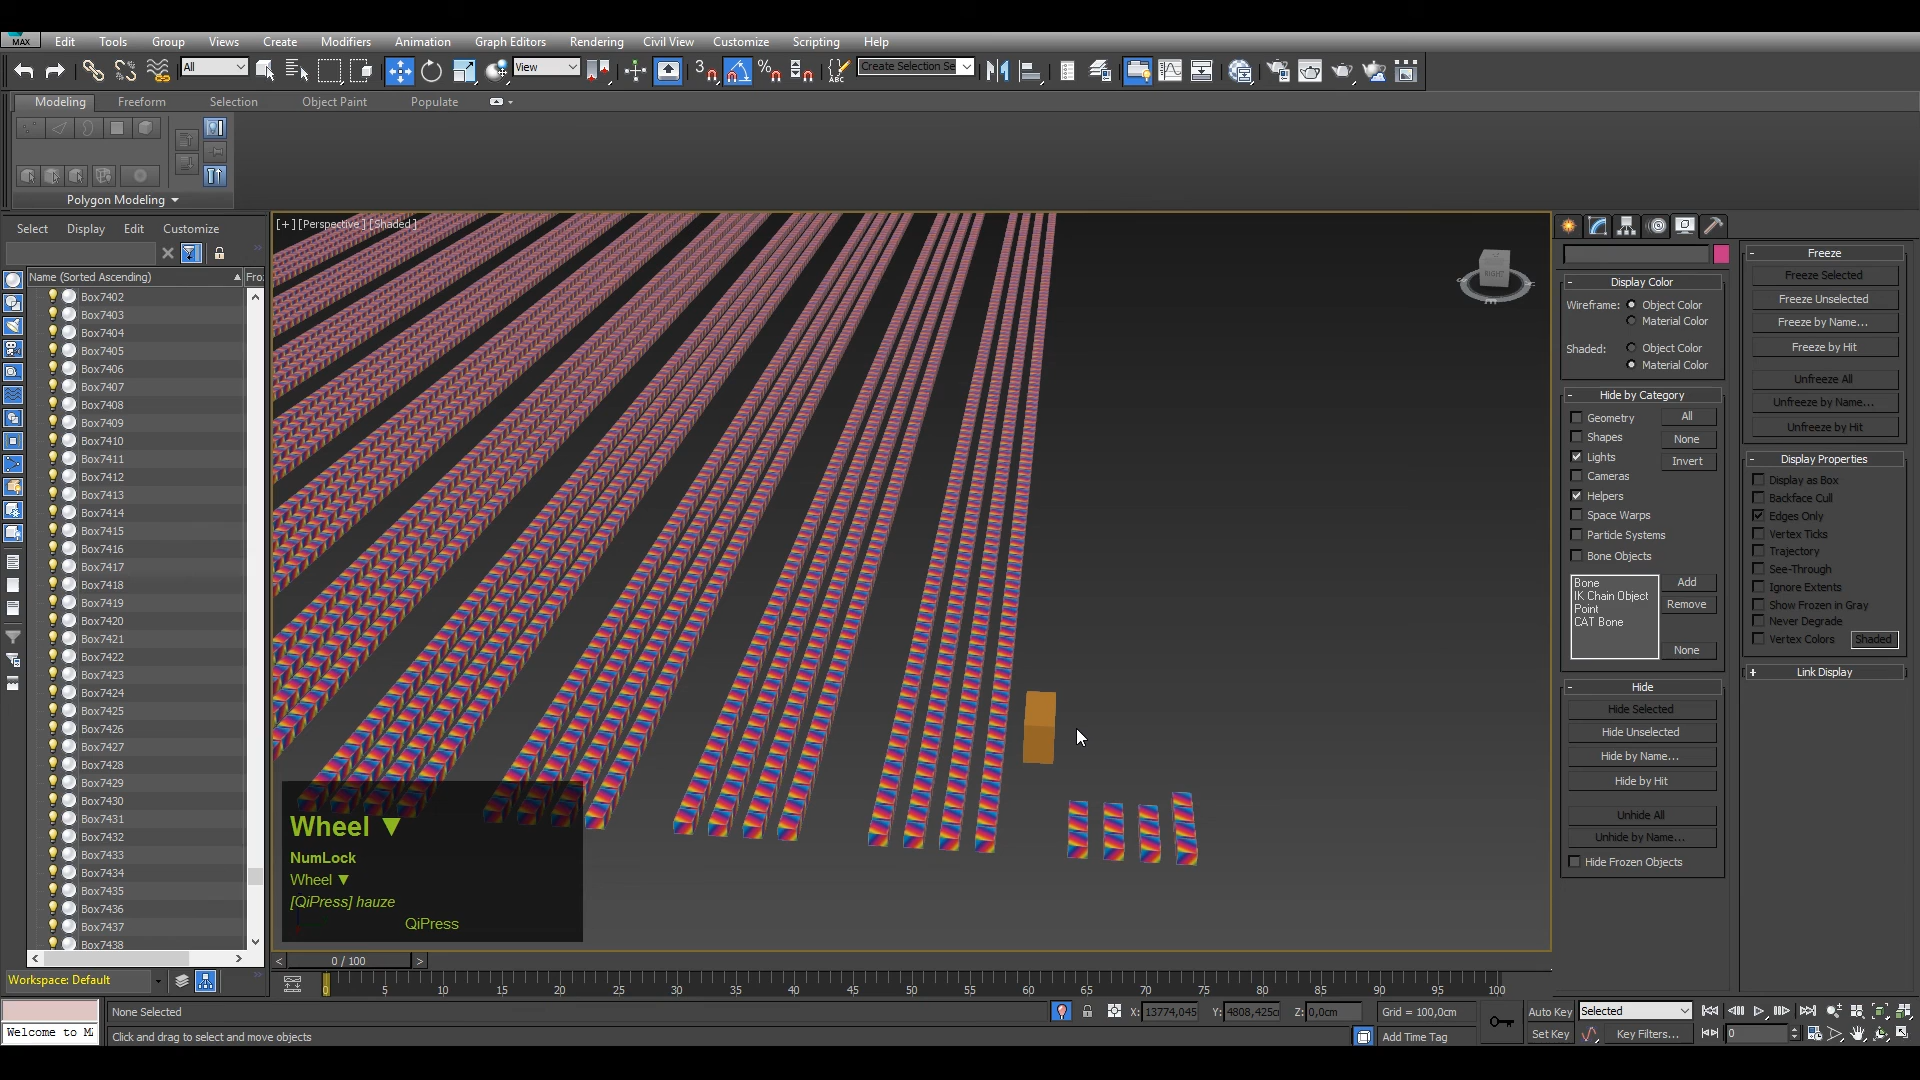 MAX Edit Tools Group Views Create Modifiers Animation Graph Editors Rendering Civil View Customize Scripting Help
All View 3 Create Selection Se
Modeling Freeform Selection Object Paint Populate
Polygon Modeling
Select Display Edit Customize
Name (Sorted Ascending) Fro
Box7402
Box7403
Box7404
Box7405
Box7406
Box7407
Box7408
Box7409
Box7410
Box7411
Box7412
Box7413
Box7414
Box7415
Box7416
Box7417
Box7418
Box7419
Box7420
Box7421
Box7422
Box7423
Box7424
Box7425
Box7426
Box7427
Box7428
Box7429
Box7430
Box7431
Box7432
Box7433
Box7434
Box7435
Box7436
Box7437
Box7438
Workspace: Default
[+] [Perspective] [Shaded]
RIGHT
Wheel ▼
NumLock
Wheel ▼
[QiPress] hauze
QiPress
Display Color
Wireframe: Object Color
Material Color
Shaded: Object Color
Material Color
Hide by Category
Geometry All
Shapes None
Lights Invert
Cameras
Helpers
Space Warps
Particle Systems
Bone Objects
Bone Add
IK Chain Object Remove
Point
CAT Bone
None
Hide
Hide Selected
Hide Unselected
Hide by Name...
Hide by Hit
Unhide All
Unhide by Name...
Hide Frozen Objects
Freeze
Freeze Selected
Freeze Unselected
Freeze by Name...
Freeze by Hit
Unfreeze All
Unfreeze by Name...
Unfreeze by Hit
Display Properties
Display as Box
Backface Cull
Edges Only
Vertex Ticks
Trajectory
See-Through
Ignore Extents
Show Frozen in Gray
Never Degrade
Vertex Colors Shaded
Link Display
< 0 / 100 >
0 5 10 15 20 25 30 35 40 45 50 55 60 65 70 75 80 85 90 95 100
None Selected X: 13774,045 Y: 4808,425c Z: 0,0cm Grid = 100,0cm Auto Key Selected
Welcome to M Click and drag to select and move objects Add Time Tag Set Key Key Filters... 0